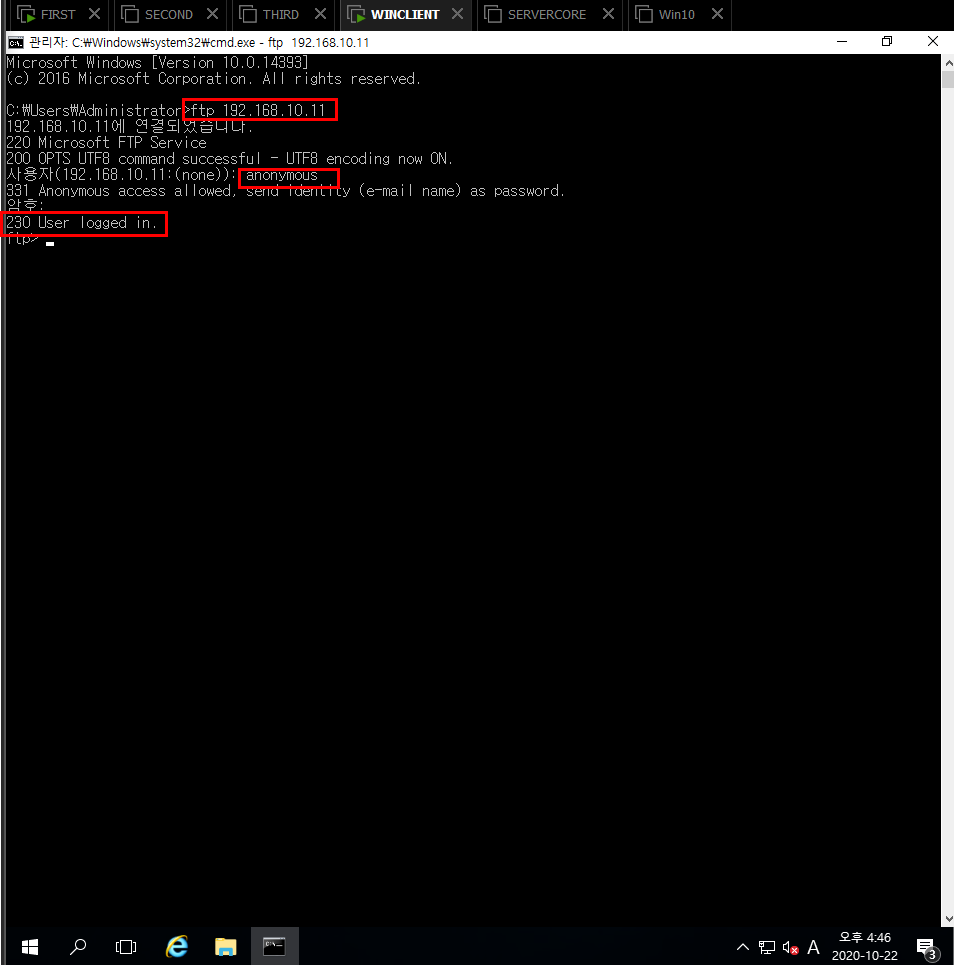 FIRST SECOND THIRD WINCLIENT SERVERCORE Win10
관리자: C:₩Windows₩system32₩cmd.exe - ftp 192.168.10.11
Microsoft Windows [Version 10.0.14393]
(c) 2016 Microsoft Corporation. All rights reserved.
C:₩Users₩Administrator>ftp 192.168.10.11
192.168.10.11에 연결되었습니다.
220 Microsoft FTP Service
200 OPTS UTF8 command successful - UTF8 encoding now ON.
사용자(192.168.10.11:(none)): anonymous
331 Anonymous access allowed, send identity (e-mail name) as password.
암호:
230 User logged in.
ftp>
A 오후 4:46
2020-10-22 3